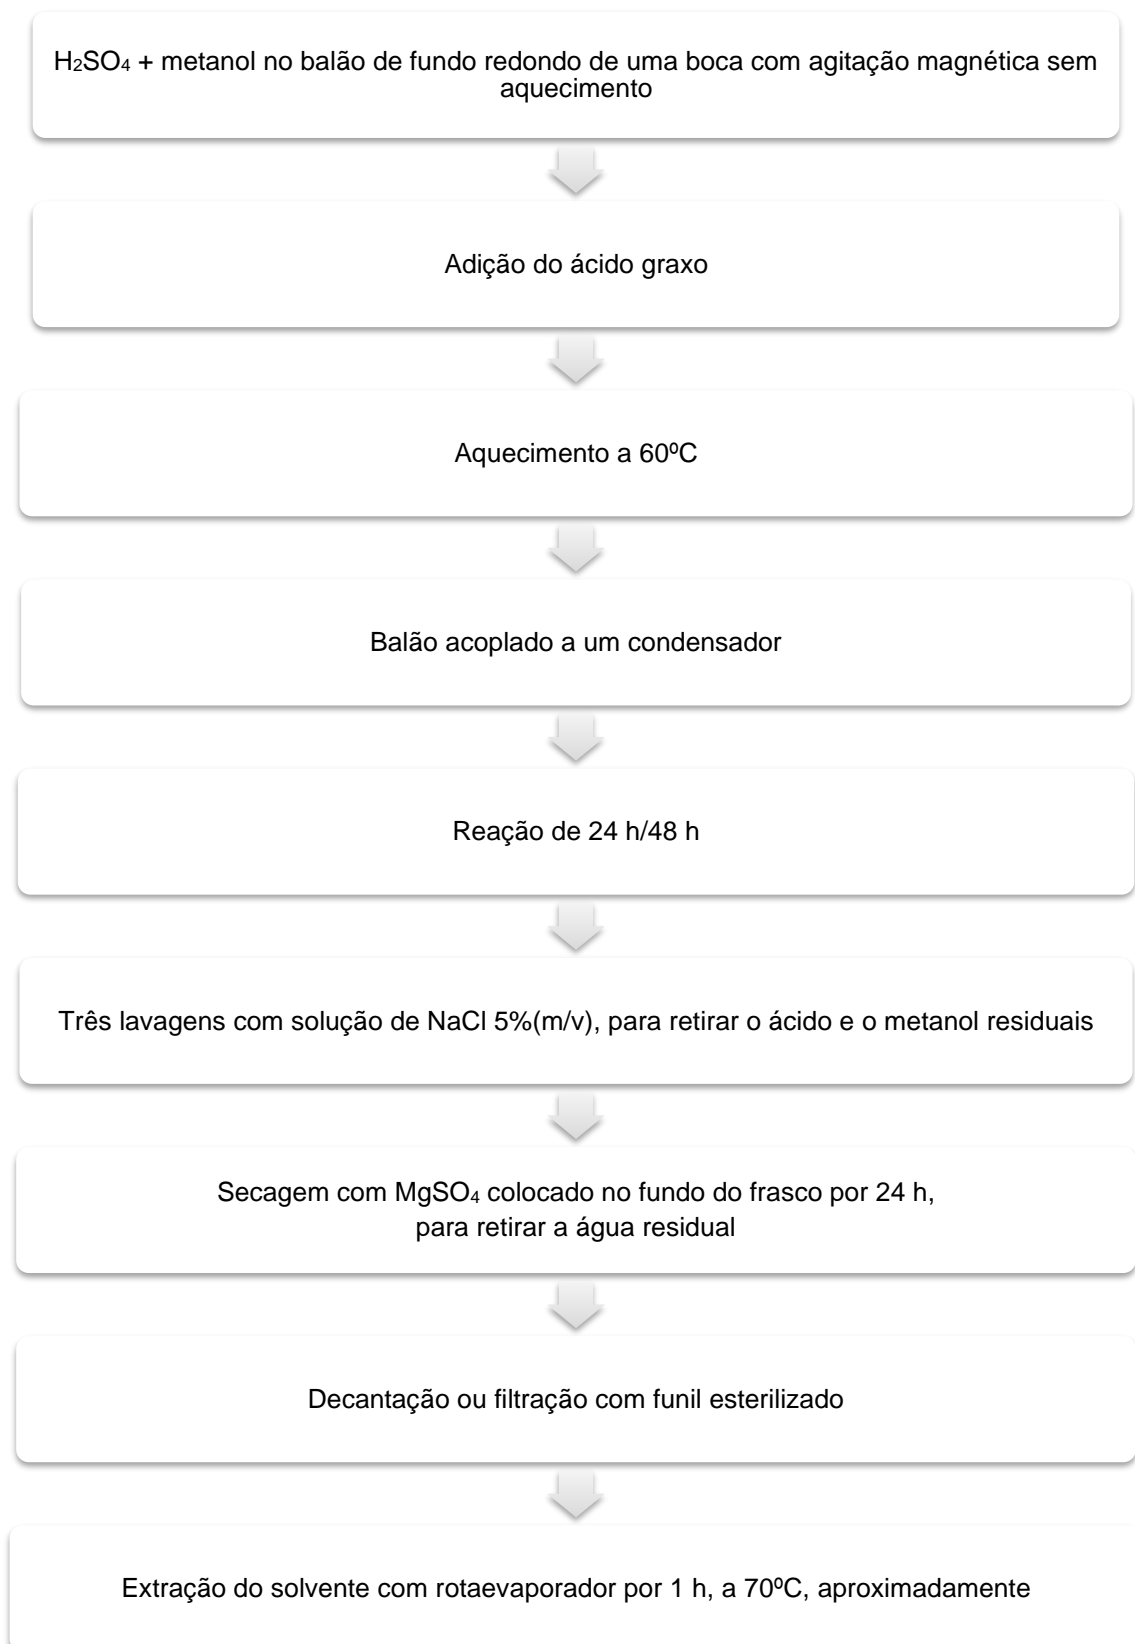 H₂SO₄ + metanol no balão de fundo redondo de uma boca com agitação magnética sem
aquecimento
Adição do ácido graxo
Aquecimento a 60ºC
Balão acoplado a um condensador
Reação de 24 h/48 h
Três lavagens com solução de NaCl 5%(m/v), para retirar o ácido e o metanol residuais
Secagem com MgSO₄ colocado no fundo do frasco por 24 h,
para retirar a água residual
Decantação ou filtração com funil esterilizado
Extração do solvente com rotaevaporador por 1 h, a 70ºC, aproximadamente